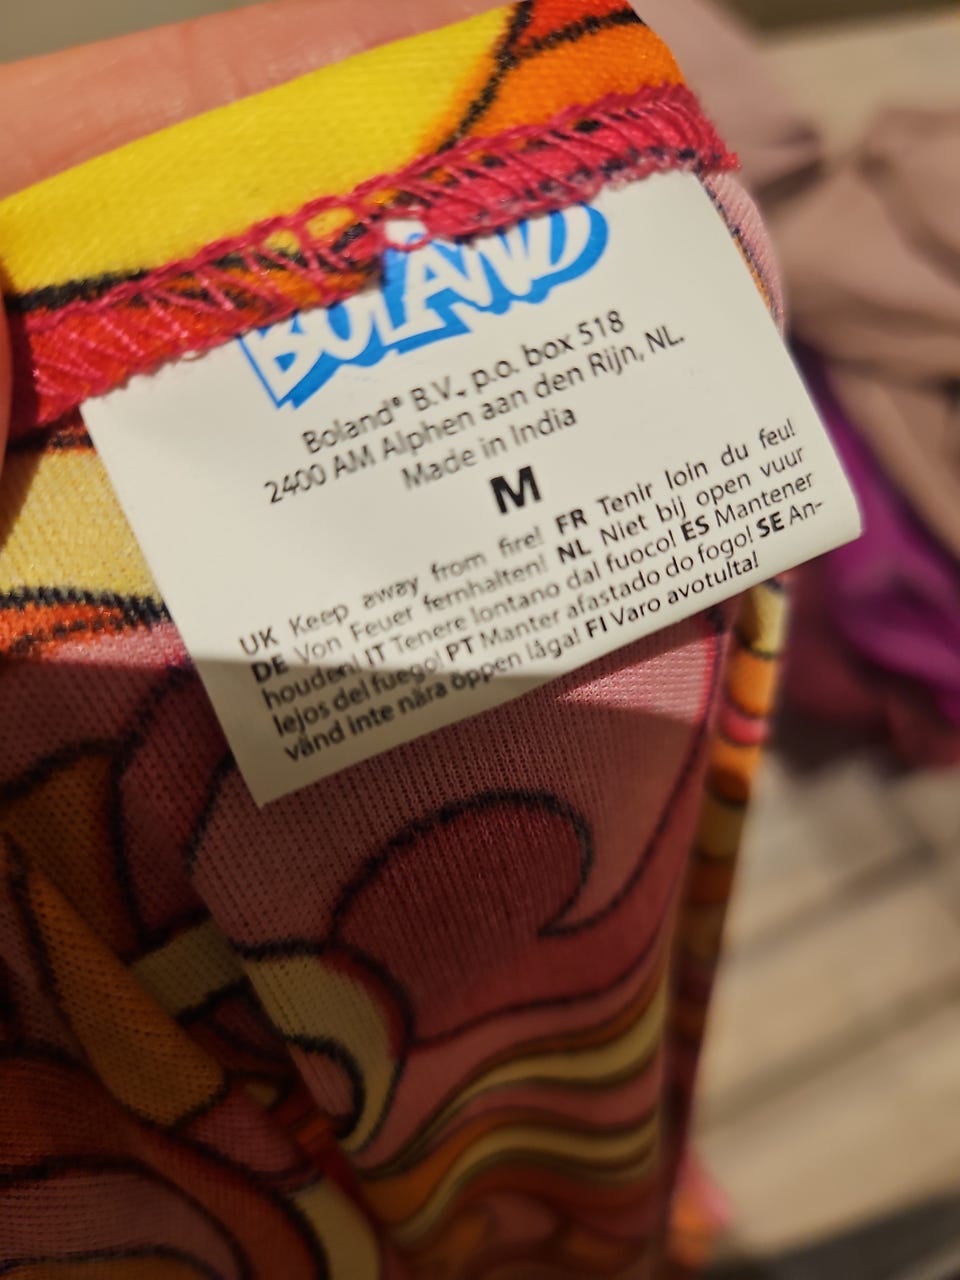 BOLAND
Boland® B.V., p.o. box 518
2400 AM Alphen aan den Rijn, NL.
Made in India
M
UK Keep away from fire! FR Tenir loin du feu!
DE Von Feuer fernhalten! NL Niet bij open vuur
houden! IT Tenere lontano dal fuoco! ES Mantener
lejos del fuego! PT Manter afastado do fogo! SE An-
vänd inte nära öppen låga! FI Varo avotulta!